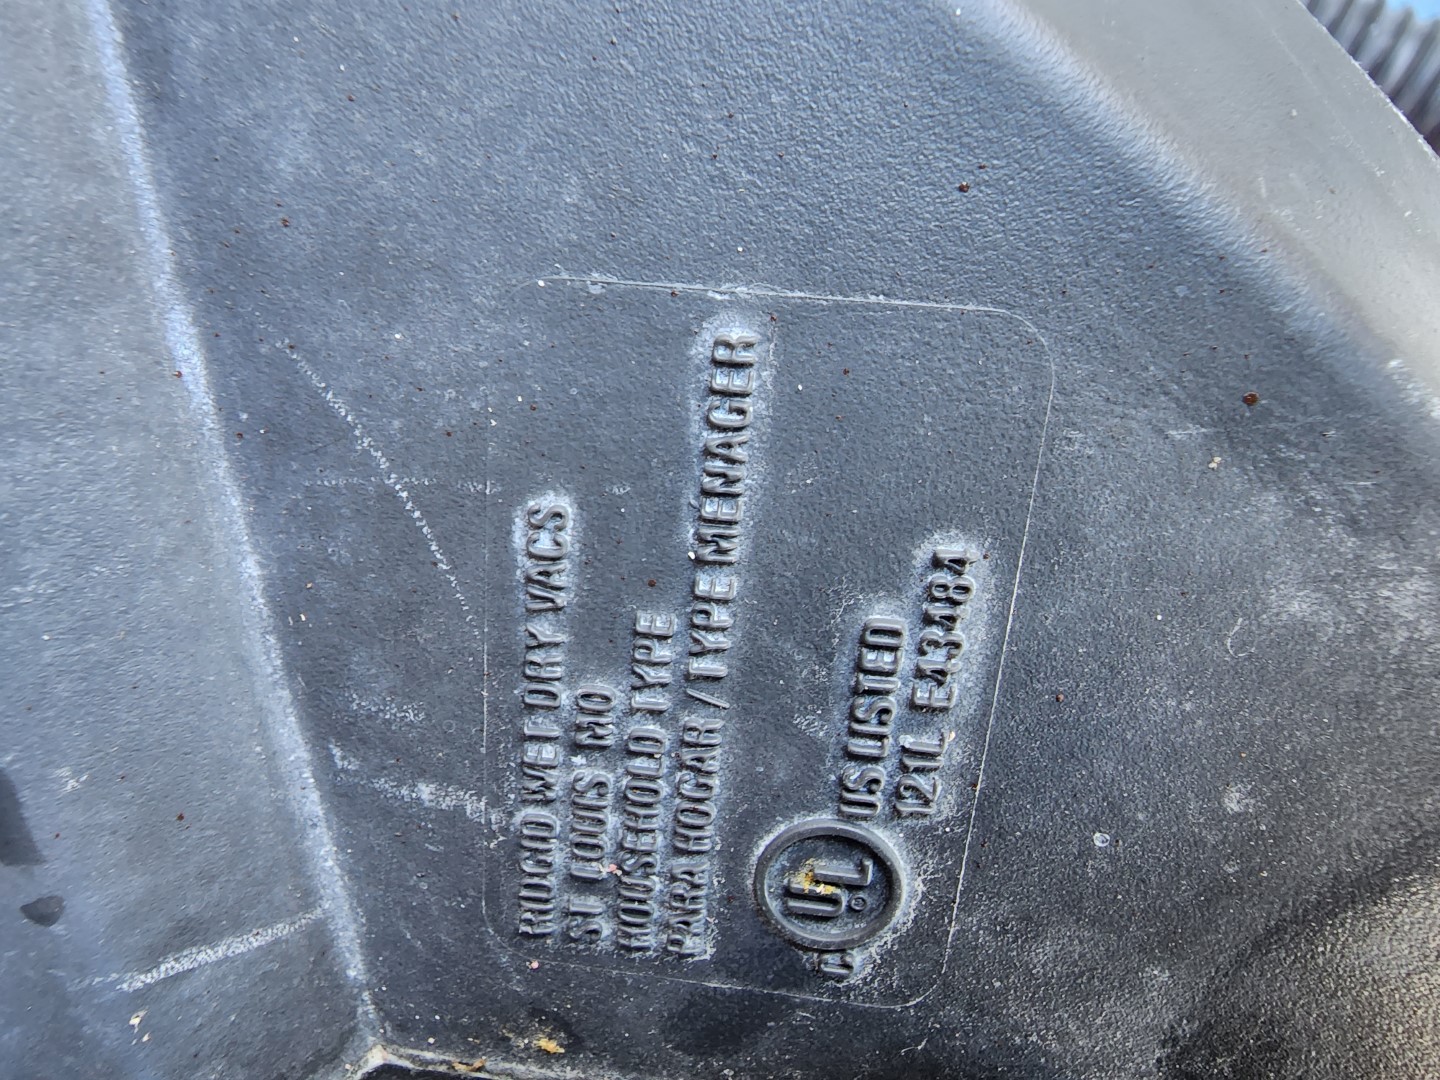 RIDGID WET DRY VACS
ST LOUIS MO
HOUSEHOLD TYPE
PARA HOGAR / TYPE MENAGER
C UL ® US LISTED
121L E43484